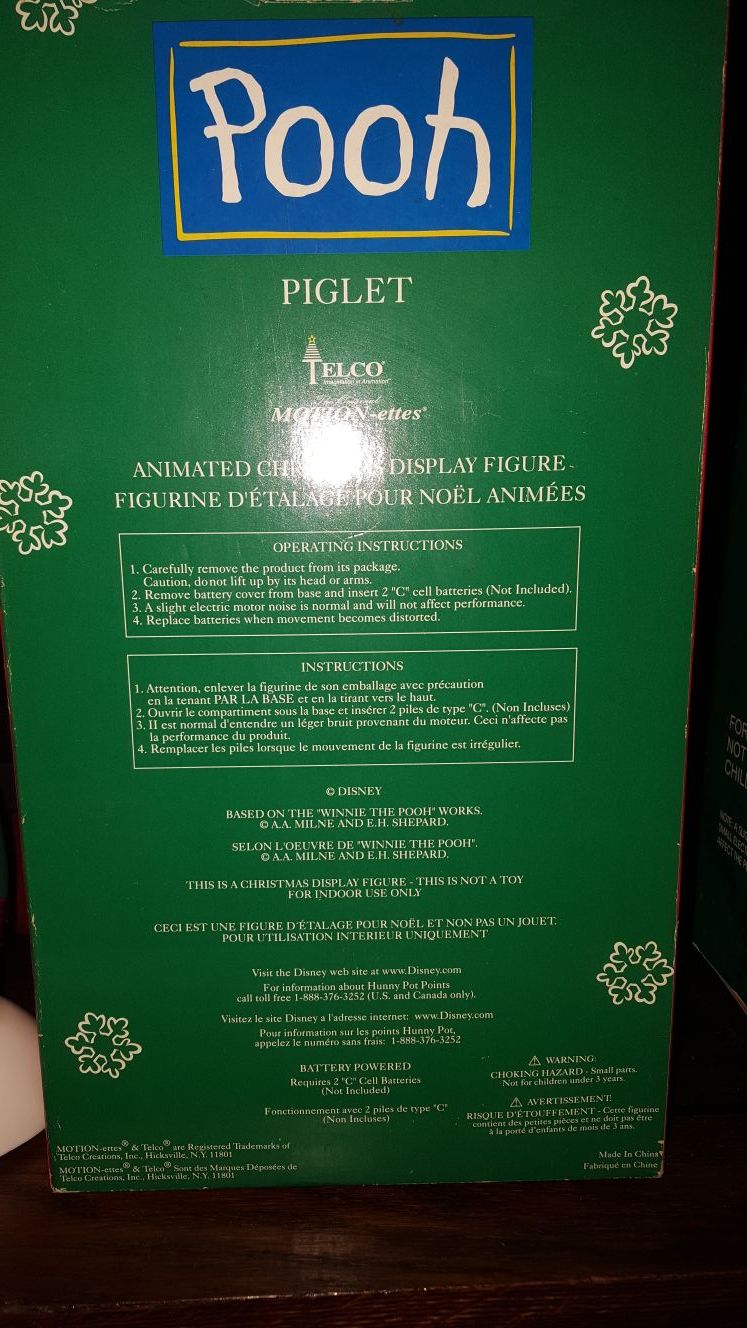 Pooh
PIGLET
TELCO®
Imagination in Animation™
MOTION-ettes®
ANIMATED CHRISTMAS DISPLAY FIGURE
FIGURINE D'ÉTALAGE POUR NOËL ANIMÉES
OPERATING INSTRUCTIONS
1. Carefully remove the product from its package.
Caution, do not lift up by its head or arms.
2. Remove battery cover from base and insert 2 "C" cell batteries (Not Included).
3. A slight electric motor noise is normal and will not affect performance.
4. Replace batteries when movement becomes distorted.
INSTRUCTIONS
1. Attention, enlever la figurine de son emballage avec précaution
en la tenant PAR LA BASE et en la tirant vers le haut.
2. Ouvrir le compartiment sous la base et insérer 2 piles de type "C". (Non Incluses)
3. Il est normal d'entendre un léger bruit provenant du moteur. Ceci n'affecte pas
la performance du produit.
4. Remplacer les piles lorsque le mouvement de la figurine est irrégulier.
© DISNEY
BASED ON THE "WINNIE THE POOH" WORKS.
© A.A. MILNE AND E.H. SHEPARD.
SELON L'OEUVRE DE "WINNIE THE POOH".
© A.A. MILNE AND E.H. SHEPARD.
THIS IS A CHRISTMAS DISPLAY FIGURE - THIS IS NOT A TOY
FOR INDOOR USE ONLY
CECI EST UNE FIGURE D'ÉTALAGE POUR NOËL ET NON PAS UN JOUET.
POUR UTILISATION INTERIEUR UNIQUEMENT
Visit the Disney web site at www.Disney.com
For information about Hunny Pot Points
call toll free 1-888-376-3252 (U.S. and Canada only).
Visitez le site Disney a l'adresse internet: www.Disney.com
Pour information sur les points Hunny Pot,
appelez le numéro sans frais: 1-888-376-3252
BATTERY POWERED
Requires 2 "C" Cell Batteries
(Not Included)
Fonctionnement avec 2 piles de type "C"
(Non Incluses)
⚠ WARNING:
CHOKING HAZARD - Small parts.
Not for children under 3 years.
⚠ AVERTISSEMENT!
RISQUE D'ÉTOUFFEMENT - Cette figurine
contient des petites pièces et ne doit pas être
à la porté d'enfants de mois de 3 ans.
MOTION-ettes® & Telco® are Registered Trademarks of
Telco Creations, Inc., Hicksville, N.Y. 11801
MOTION-ettes® & Telco® Sont des Marques Déposées de
Telco Creations, Inc., Hicksville, N.Y. 11801
Made In China
Fabriqué en Chine
FOR
NOT